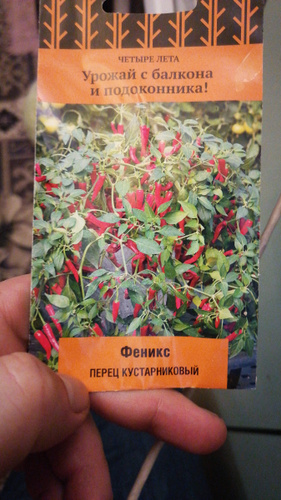 ЧЕТЫРЕ ЛЕТА
Урожай с балкона
и подоконника!
Феникс
ПЕРЕЦ КУСТАРНИКОВЫЙ